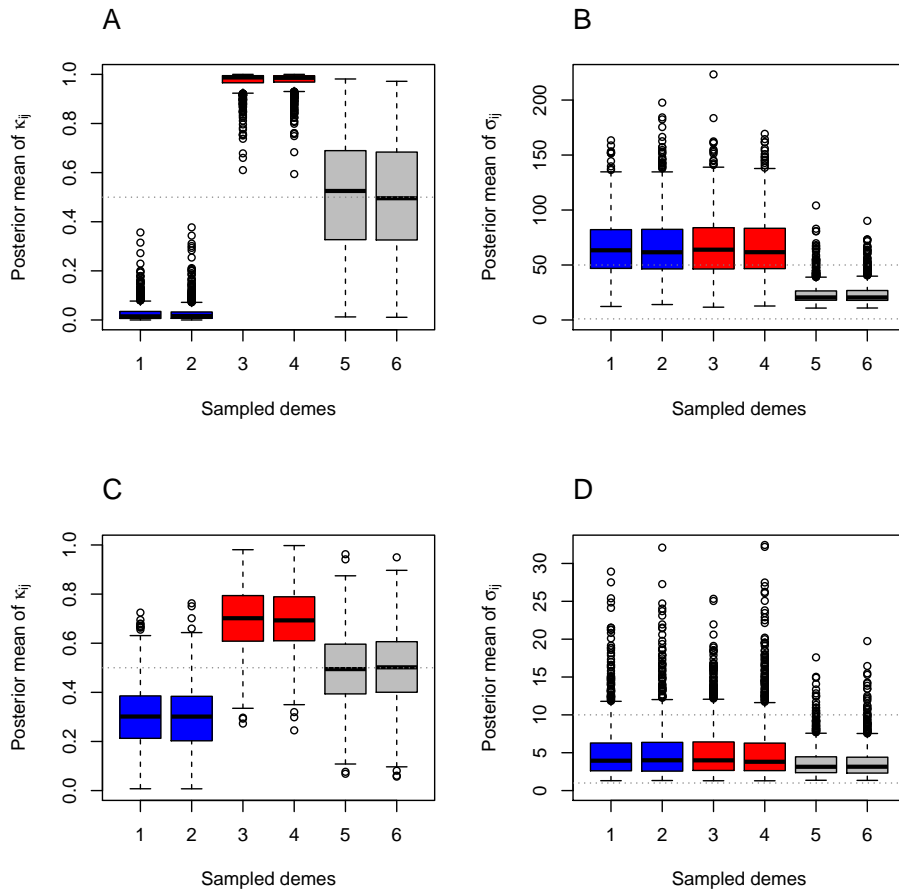 A
Posterior mean of κij
0.0 0.2 0.4 0.6 0.8 1.0
1 2 3 4 5 6
Sampled demes
B
Posterior mean of σij
0 50 100 150 200
1 2 3 4 5 6
Sampled demes
C
Posterior mean of κij
0.0 0.2 0.4 0.6 0.8 1.0
1 2 3 4 5 6
Sampled demes
D
Posterior mean of σij
0 5 10 15 20 25 30
1 2 3 4 5 6
Sampled demes